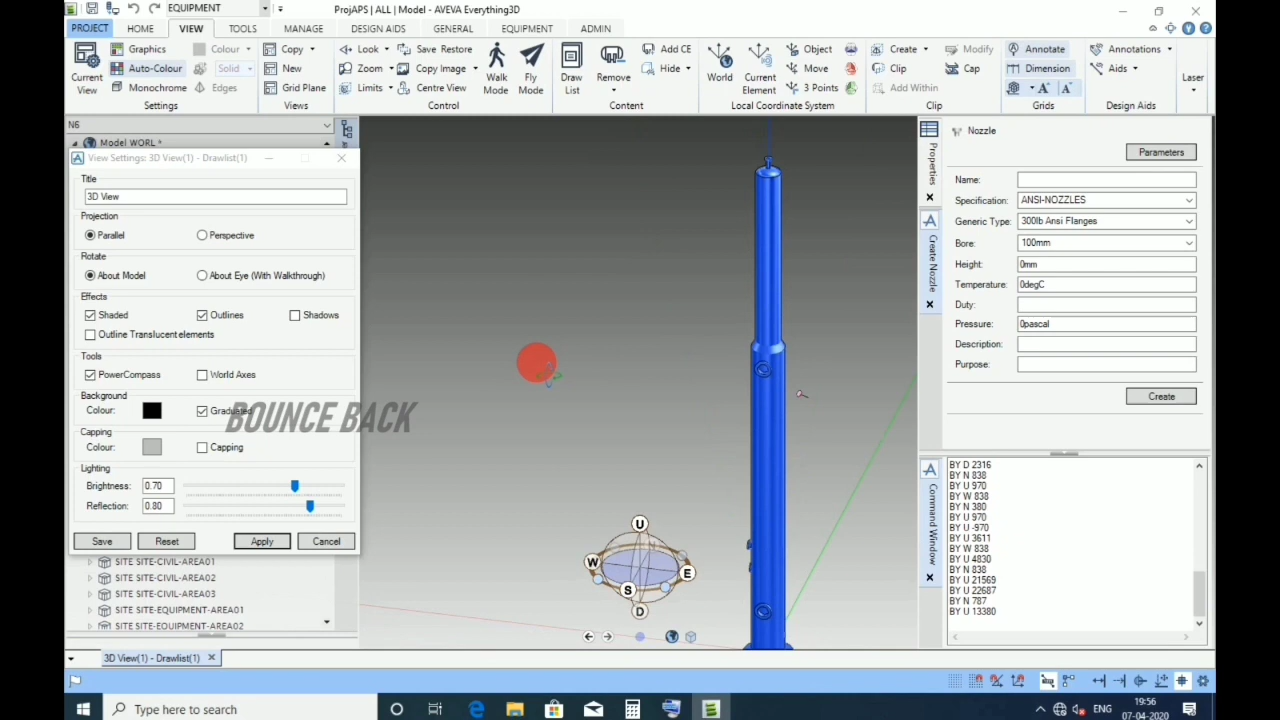 EQUIPMENT
ProjAPS | ALL | Model - AVEVA Everything3D
PROJECT HOME VIEW TOOLS MANAGE DESIGN AIDS GENERAL EQUIPMENT ADMIN
Current View
Graphics
Auto-Colour
Monochrome
Colour
Solid
Edges
Settings
Copy
New
Grid Plane
Views
Look
Zoom
Limits
Save Restore
Copy Image
Centre View
Walk Mode
Fly Mode
Control
Draw List
Remove
Add CE
Hide
Content
World
Current Element
Object
Move
3 Points
Local Coordinate System
Create
Clip
Add Within
Modify
Cap
Clip
Annotate
Dimension
A A
Grids
Annotations
Aids
Design Aids
Laser
N6
Model WORL *
View Settings: 3D View(1) - Drawlist(1)
Title
3D View
Projection
Parallel Perspective
Rotate
About Model About Eye (With Walkthrough)
Effects
Shaded Outlines Shadows
Outline Translucent elements
Tools
PowerCompass World Axes
Background
Colour: Graduated
BOUNCE BACK
Capping
Colour: Capping
Lighting
Brightness: 0.70
Reflection: 0.80
Save Reset Apply Cancel
SITE SITE-CIVIL-AREA01
SITE SITE-CIVIL-AREA02
SITE SITE-CIVIL-AREA03
SITE SITE-EQUIPMENT-AREA01
SITE SITE-EQUIPMENT-AREA02
3D View(1) - Drawlist(1)
U
N
W
E
S
D
Properties
Create Nozzle
Command Window
Nozzle
Parameters
Name:
Specification: ANSI-NOZZLES
Generic Type: 300lb Ansi Flanges
Bore: 100mm
Height: 0mm
Temperature: 0degC
Duty:
Pressure: 0pascal
Description:
Purpose:
Create
BY D 2316
BY N 838
BY U 970
BY W 838
BY N 380
BY U 970
BY U -970
BY U 3611
BY W 838
BY U 4830
BY N 838
BY U 21569
BY U 22687
BY N 787
BY U 13380
Type here to search
ENG
19:56
07-04-2020